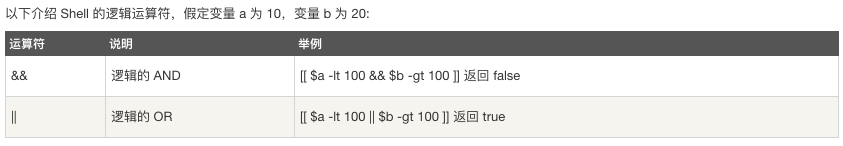 以下介绍 Shell 的逻辑运算符，假定变量 a 为 10，变量 b 为 20:
运算符 说明 举例
&& 逻辑的 AND [[ $a -lt 100 && $b -gt 100 ]] 返回 false
|| 逻辑的 OR [[ $a -lt 100 || $b -gt 100 ]] 返回 true